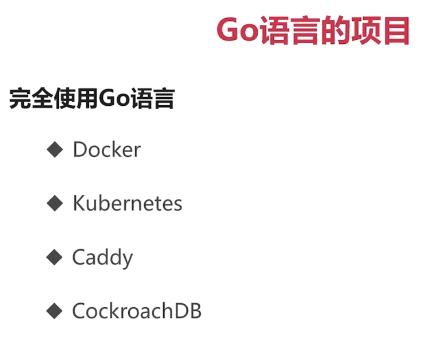 Go语言的项目
完全使用Go语言
◆ Docker
◆ Kubernetes
◆ Caddy
◆ CockroachDB